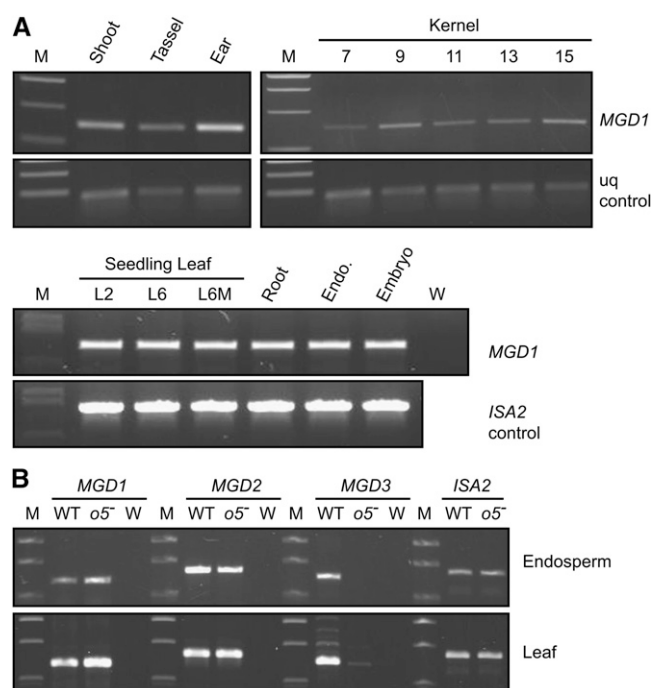 A
Kernel
M Shoot Tassel Ear M 7 9 11 13 15
MGD1
uq
control
Seedling Leaf
M L2 L6 L6M Root Endo. Embryo W
MGD1
ISA2
control
B
MGD1 MGD2 MGD3 ISA2
M WT o5⁻ W M WT o5⁻ W M WT o5⁻ W M WT o5⁻
Endosperm
Leaf